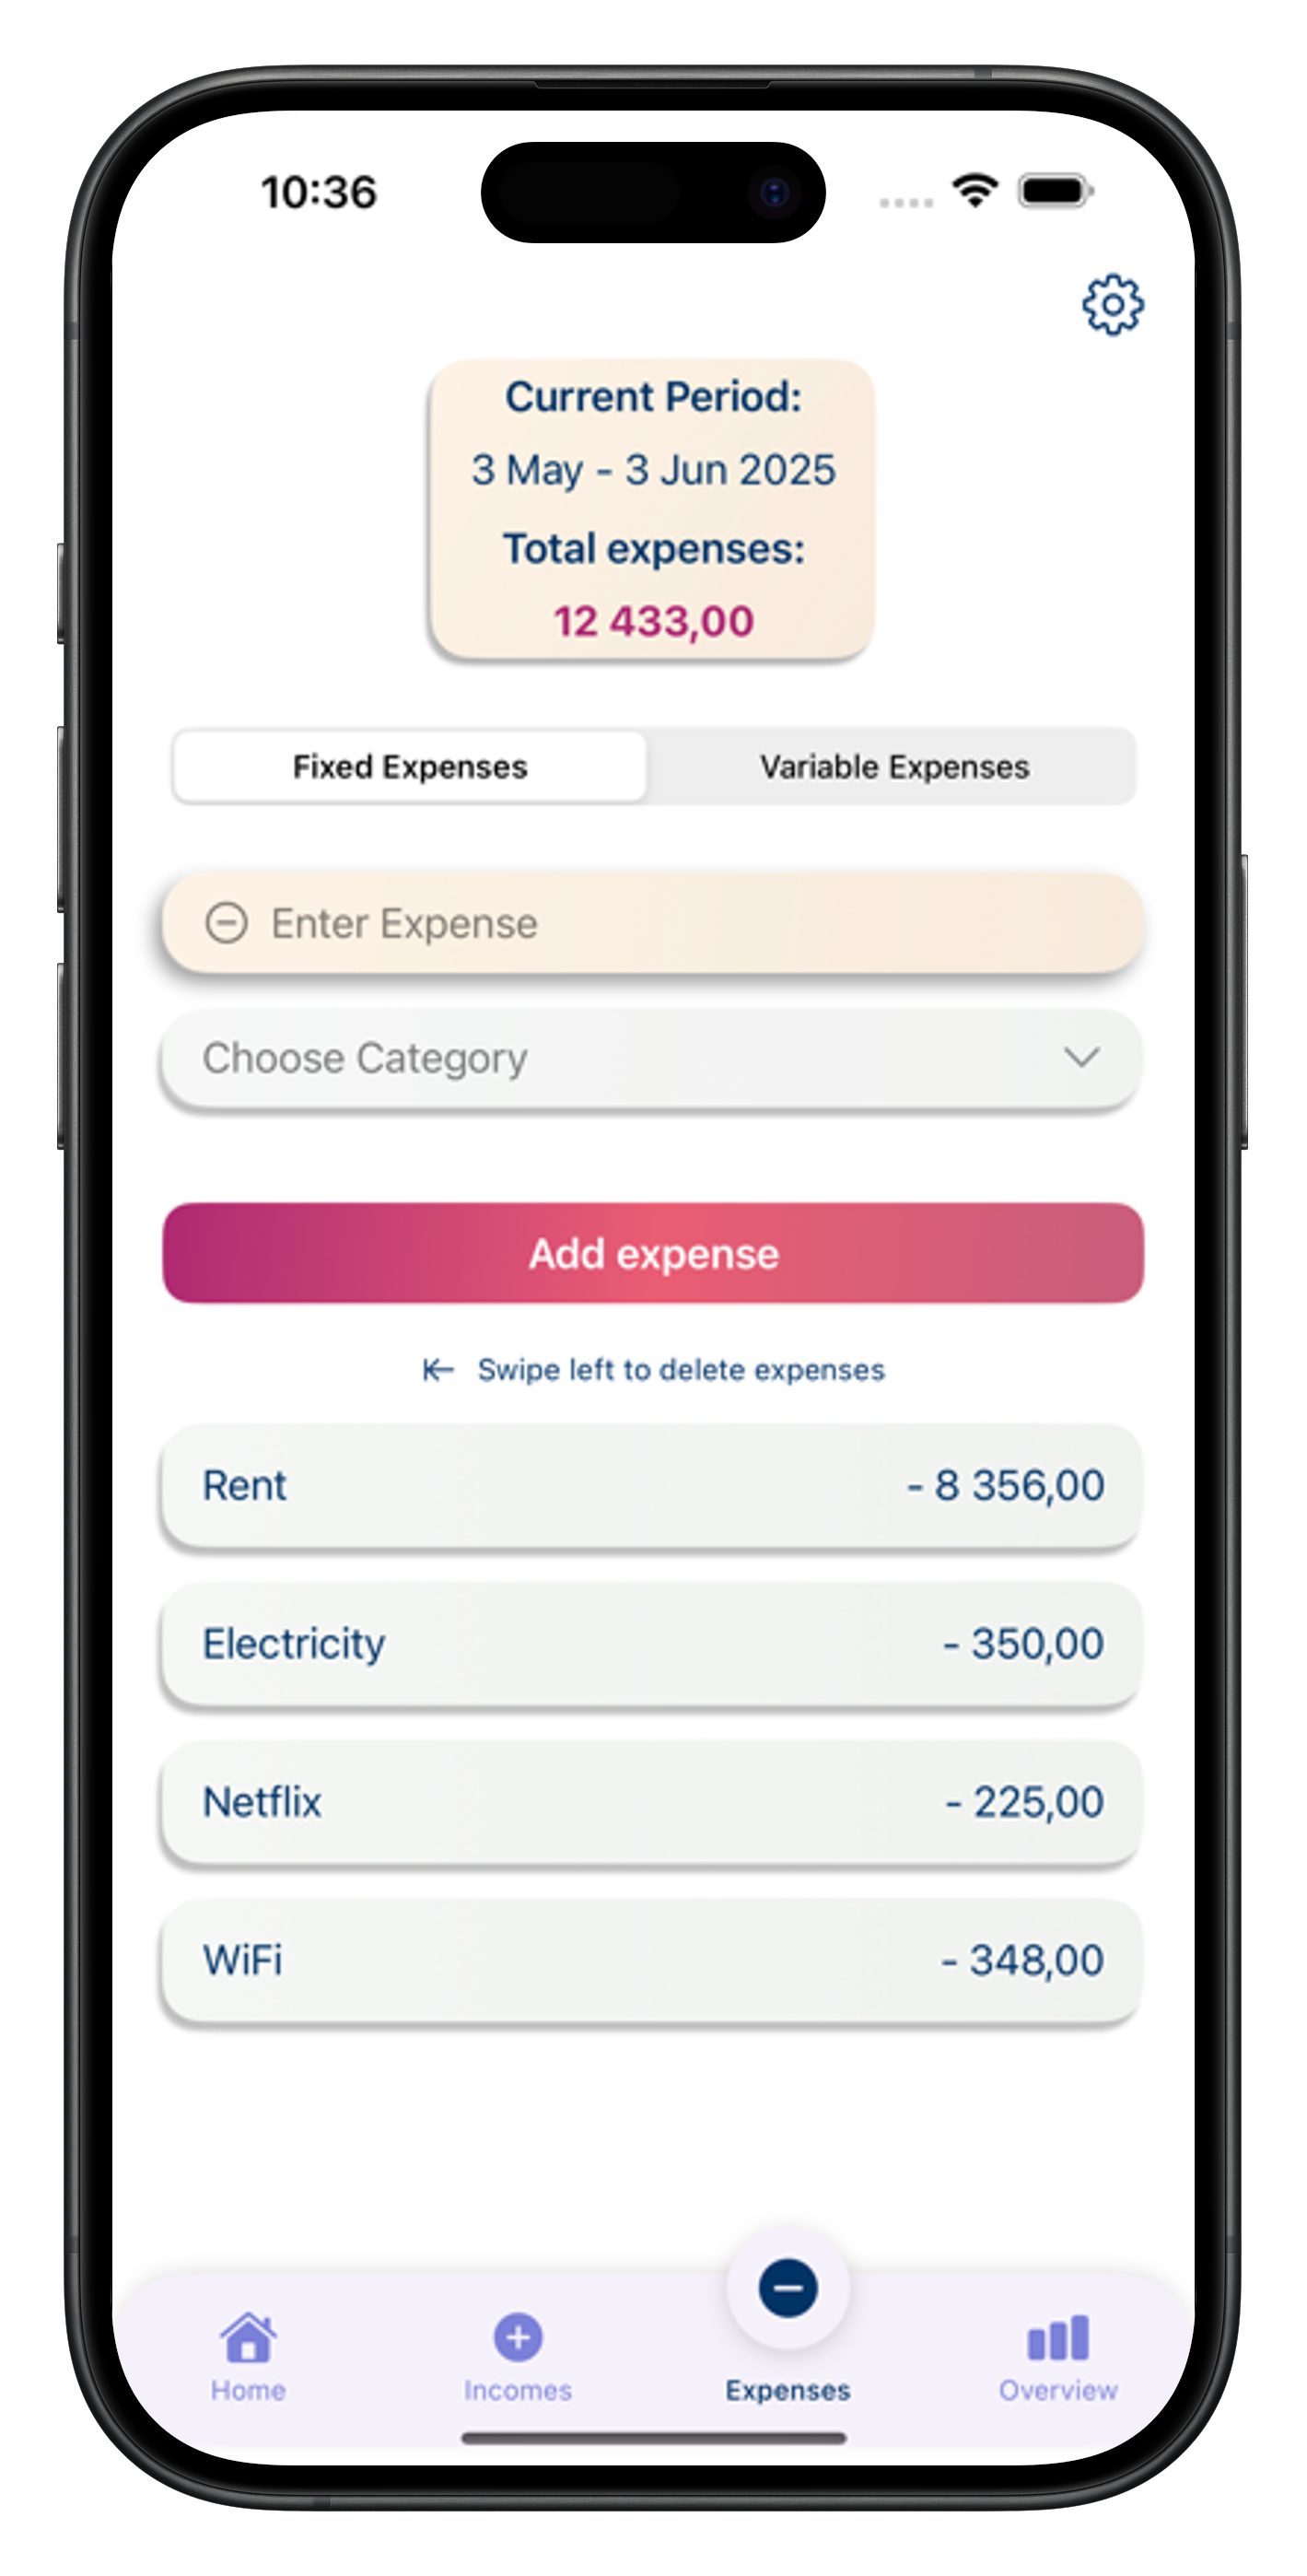 10:36
Current Period:
3 May - 3 Jun 2025
Total expenses:
12 433,00
Fixed Expenses
Variable Expenses
Enter Expense
Choose Category
Add expense
Swipe left to delete expenses
Rent - 8 356,00
Electricity - 350,00
Netflix - 225,00
WiFi - 348,00
Home
Incomes
Expenses
Overview